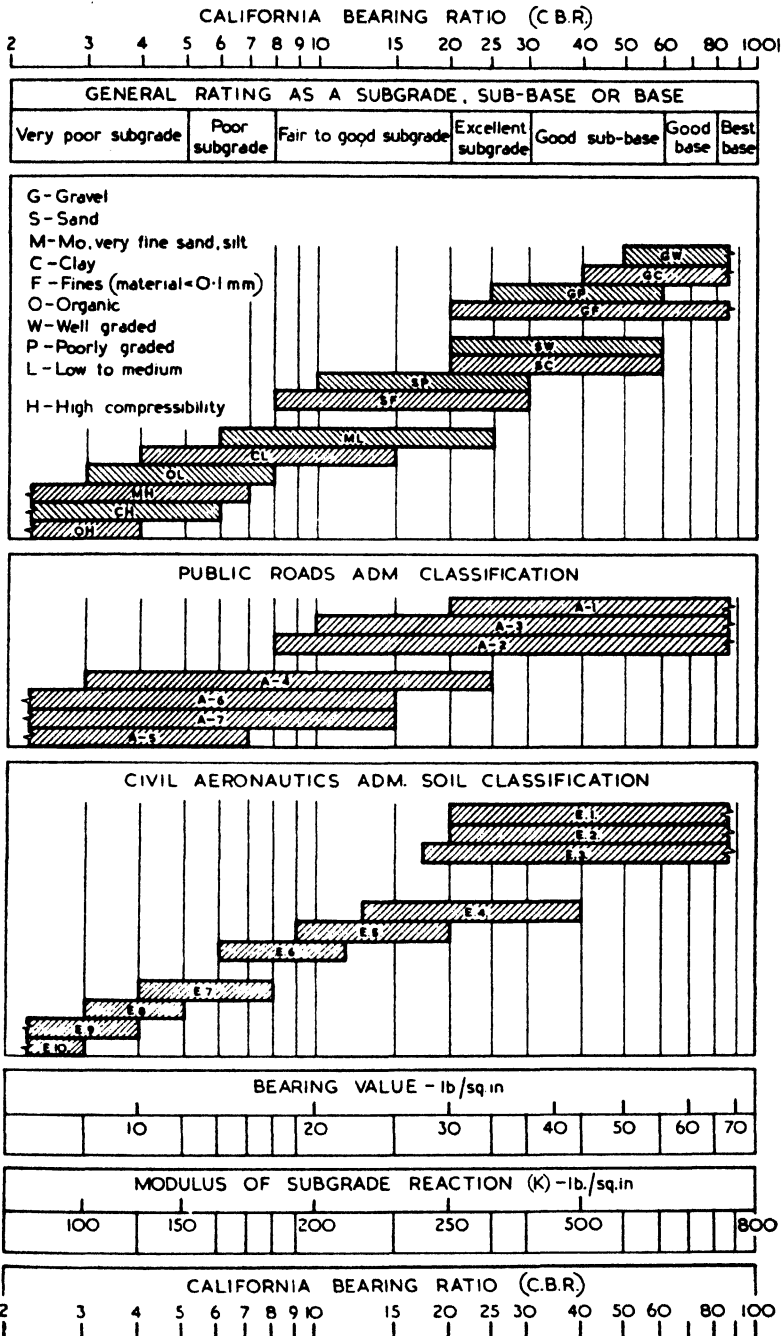 CALIFORNIA BEARING RATIO (C.B.R.)
2 3 4 5 6 7 8 9 10 15 20 25 30 40 50 60 80 1001
GENERAL RATING AS A SUBGRADE, SUB-BASE OR BASE
Very poor subgrade
Poor subgrade
Fair to good subgrade
Excellent subgrade
Good sub-base
Good base
Best base
G-Gravel
S-Sand
M-Mo, very fine sand, silt
C-Clay
F-Fines (material<0·1mm)
O-Organic
W-Well graded
P-Poorly graded
L-Low to medium
H-High compressibility
GW
GC
GP
GF
SW
SC
SP
SF
ML
CL
OL
MH
CH
OH
PUBLIC ROADS ADM CLASSIFICATION
A-1
A-3
A-2
A-4
A-6
A-7
A-5
CIVIL AERONAUTICS ADM. SOIL CLASSIFICATION
E.1.
E.2.
E.3.
E.4.
E.5
E.6
E.7
E.8
E.9
E.10.
BEARING VALUE - lb/sq.in
10 20 30 40 50 60 70
MODULUS OF SUBGRADE REACTION (K)-lb./sq.in
100 150 200 250 500 800
CALIFORNIA BEARING RATIO (C.B.R.)
2 3 4 5 6 7 8 9 10 15 20 25 30 40 50 60 80 100